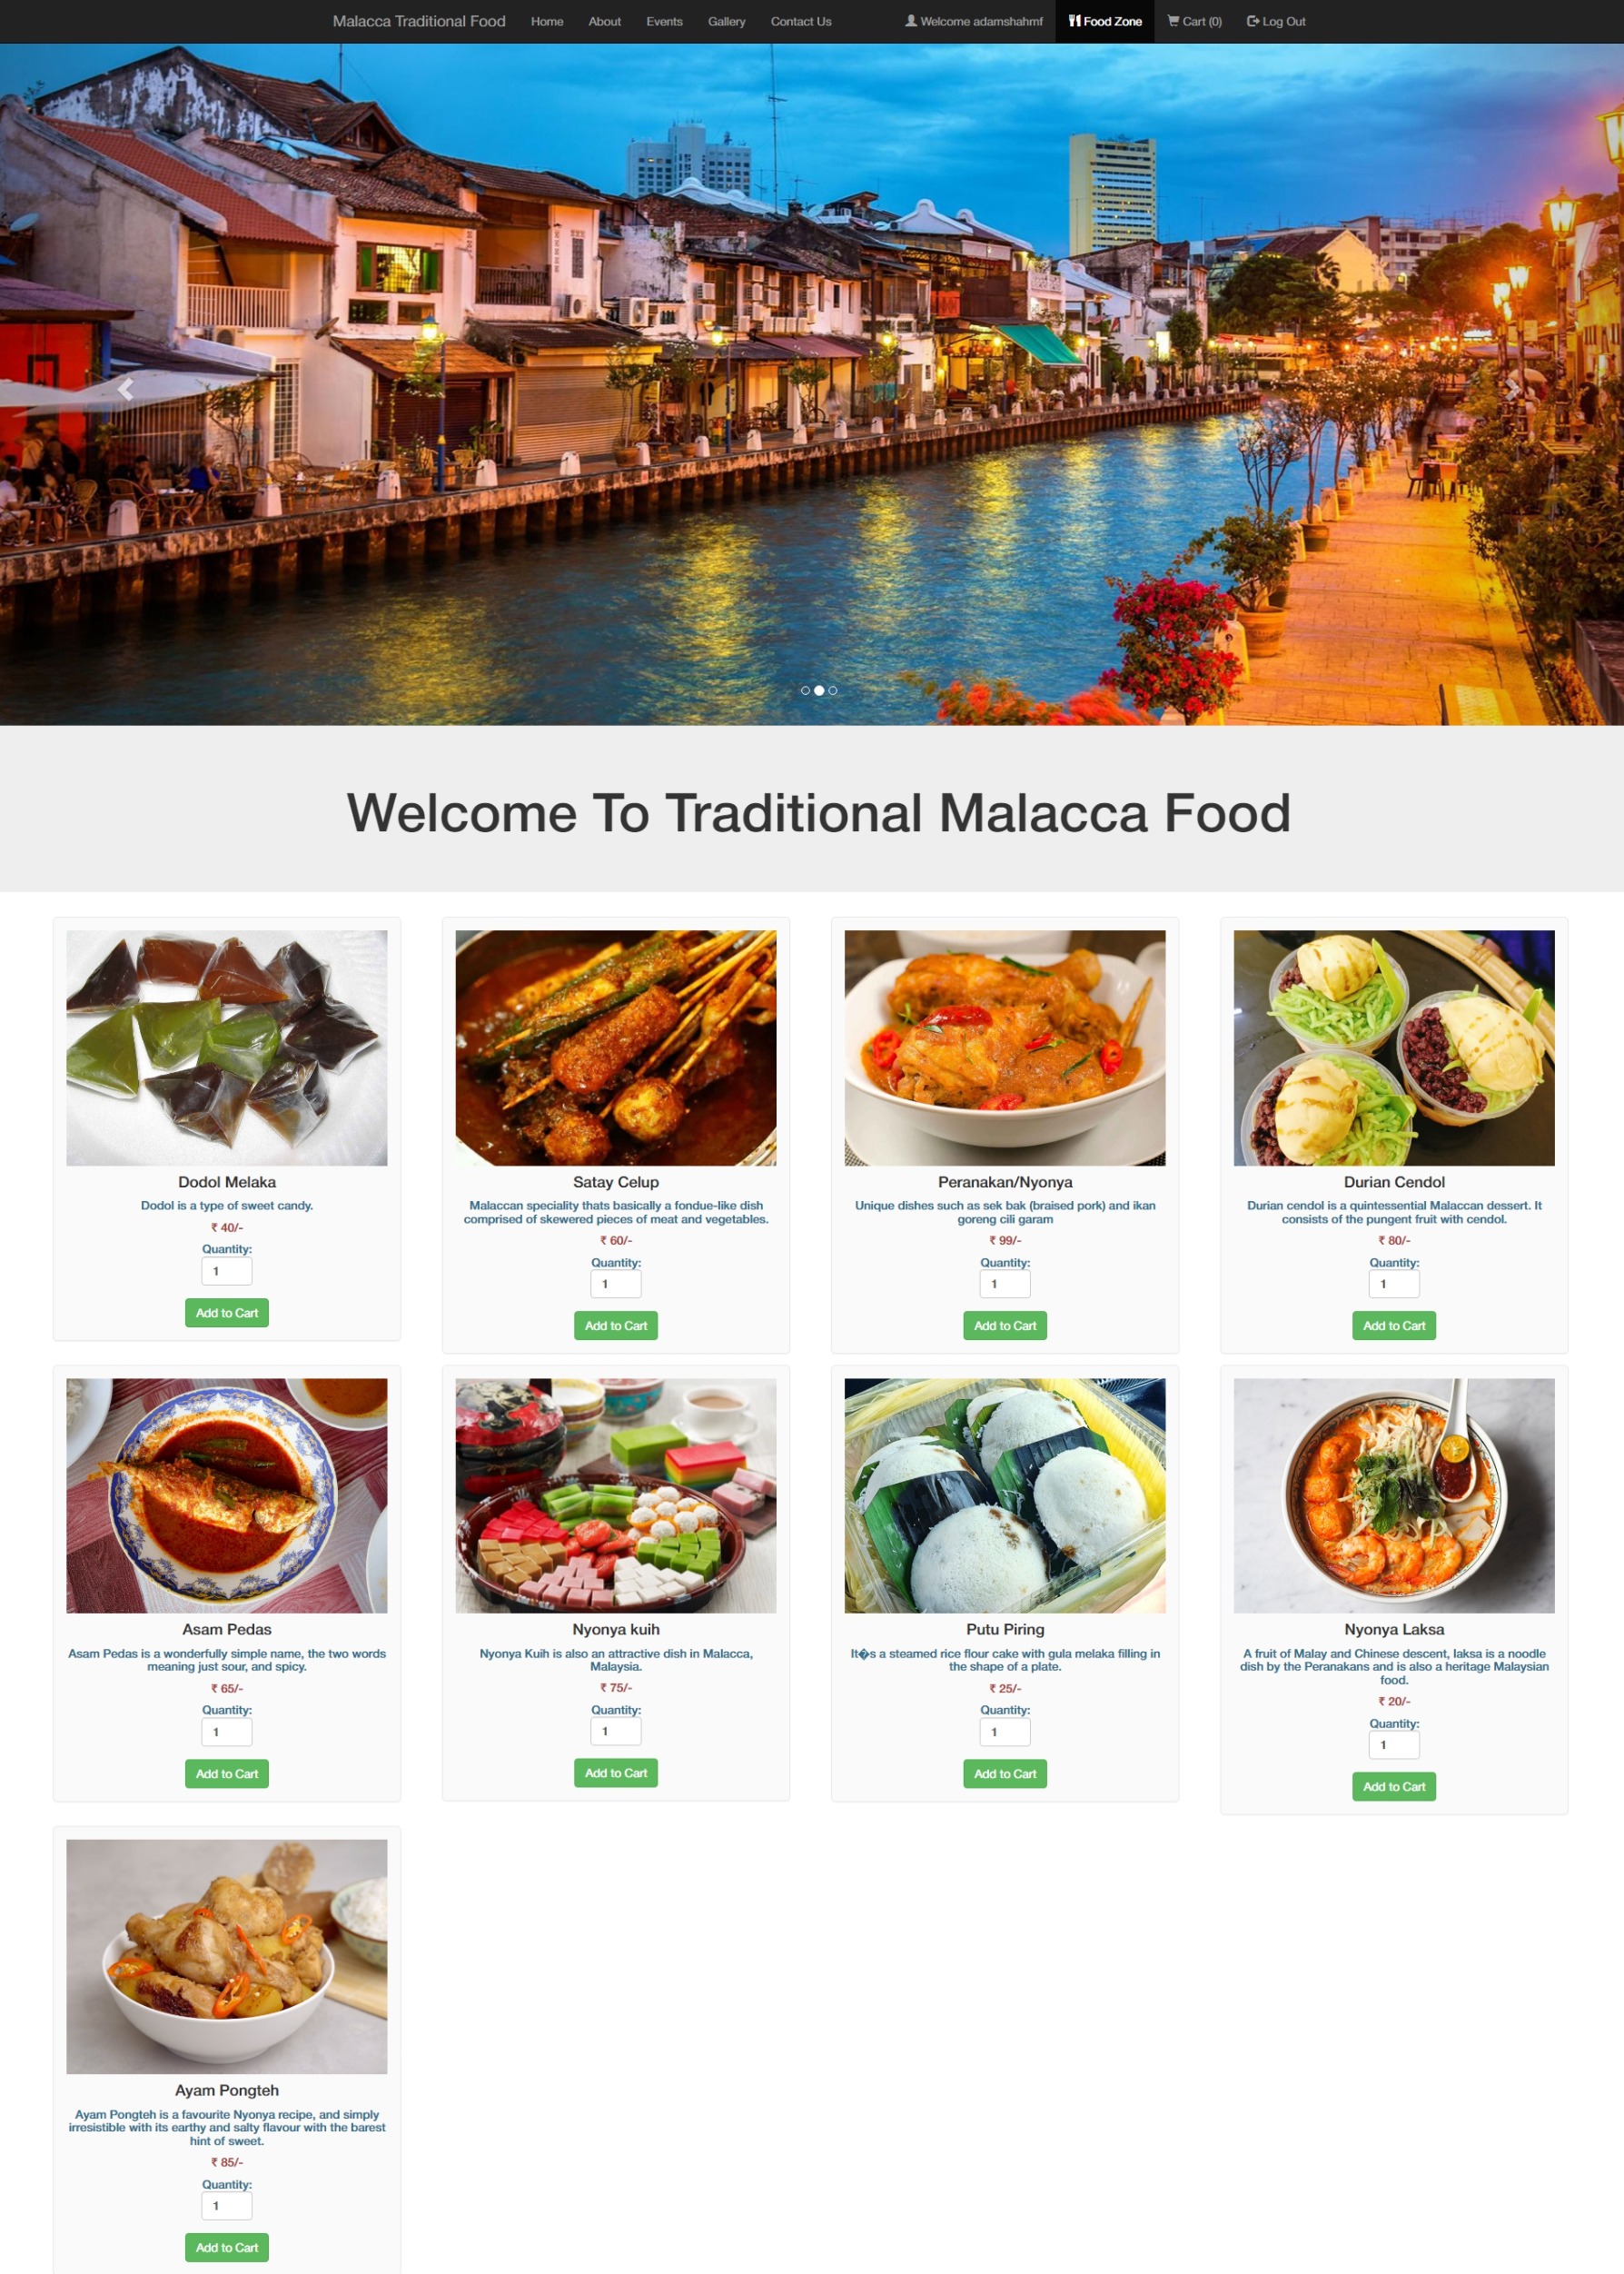 Malacca Traditional Food Home About Events Gallery Contact Us Welcome adamshahmf Food Zone Cart (0) Log Out
Welcome To Traditional Malacca Food
Dodol Melaka
Dodol is a type of sweet candy.
₹ 40/-
Quantity:
1
Add to Cart
Satay Celup
Malaccan speciality thats basically a fondue-like dish
comprised of skewered pieces of meat and vegetables.
₹ 60/-
Quantity:
1
Add to Cart
Peranakan/Nyonya
Unique dishes such as sek bak (braised pork) and ikan
goreng cili garam
₹ 99/-
Quantity:
1
Add to Cart
Durian Cendol
Durian cendol is a quintessential Malaccan dessert. It
consists of the pungent fruit with cendol.
₹ 80/-
Quantity:
1
Add to Cart
Asam Pedas
Asam Pedas is a wonderfully simple name, the two words
meaning just sour, and spicy.
₹ 65/-
Quantity:
1
Add to Cart
Nyonya kuih
Nyonya Kuih is also an attractive dish in Malacca,
Malaysia.
₹ 75/-
Quantity:
1
Add to Cart
Putu Piring
It�s a steamed rice flour cake with gula melaka filling in
the shape of a plate.
₹ 25/-
Quantity:
1
Add to Cart
Nyonya Laksa
A fruit of Malay and Chinese descent, laksa is a noodle
dish by the Peranakans and is also a heritage Malaysian
food.
₹ 20/-
Quantity:
1
Add to Cart
Ayam Pongteh
Ayam Pongteh is a favourite Nyonya recipe, and simply
irresistible with its earthy and salty flavour with the barest
hint of sweet.
₹ 85/-
Quantity:
1
Add to Cart